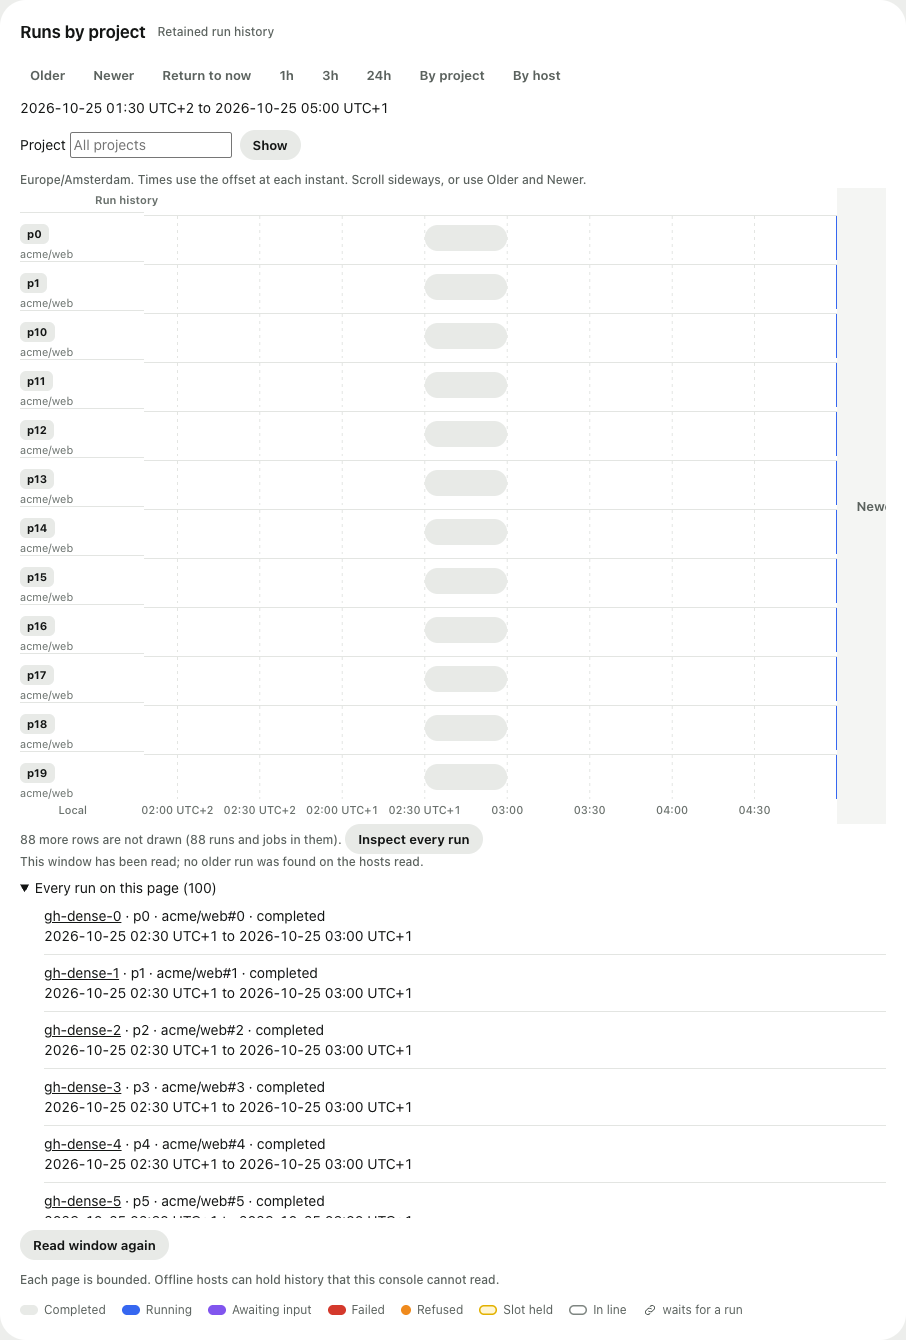 Runs by project Retained run history
Older Newer Return to now 1h 3h 24h By project By host
2026-10-25 01:30 UTC+2 to 2026-10-25 05:00 UTC+1
Project All projects Show
Europe/Amsterdam. Times use the offset at each instant. Scroll sideways, or use Older and Newer.
Run history
p0
acme/web
p1
acme/web
p10
acme/web
p11
acme/web
p12
acme/web
p13
acme/web
p14
acme/web
Newe
p15
acme/web
p16
acme/web
p17
acme/web
p18
acme/web
p19
acme/web
Local 02:00 UTC+2 02:30 UTC+2 02:00 UTC+1 02:30 UTC+1 03:00 03:30 04:00 04:30
88 more rows are not drawn (88 runs and jobs in them). Inspect every run
This window has been read; no older run was found on the hosts read.
▼ Every run on this page (100)
gh-dense-0 · p0 · acme/web#0 · completed
2026-10-25 02:30 UTC+1 to 2026-10-25 03:00 UTC+1
gh-dense-1 · p1 · acme/web#1 · completed
2026-10-25 02:30 UTC+1 to 2026-10-25 03:00 UTC+1
gh-dense-2 · p2 · acme/web#2 · completed
2026-10-25 02:30 UTC+1 to 2026-10-25 03:00 UTC+1
gh-dense-3 · p3 · acme/web#3 · completed
2026-10-25 02:30 UTC+1 to 2026-10-25 03:00 UTC+1
gh-dense-4 · p4 · acme/web#4 · completed
2026-10-25 02:30 UTC+1 to 2026-10-25 03:00 UTC+1
gh-dense-5 · p5 · acme/web#5 · completed
Read window again
Each page is bounded. Offline hosts can hold history that this console cannot read.
Completed Running Awaiting input Failed Refused Slot held In line waits for a run